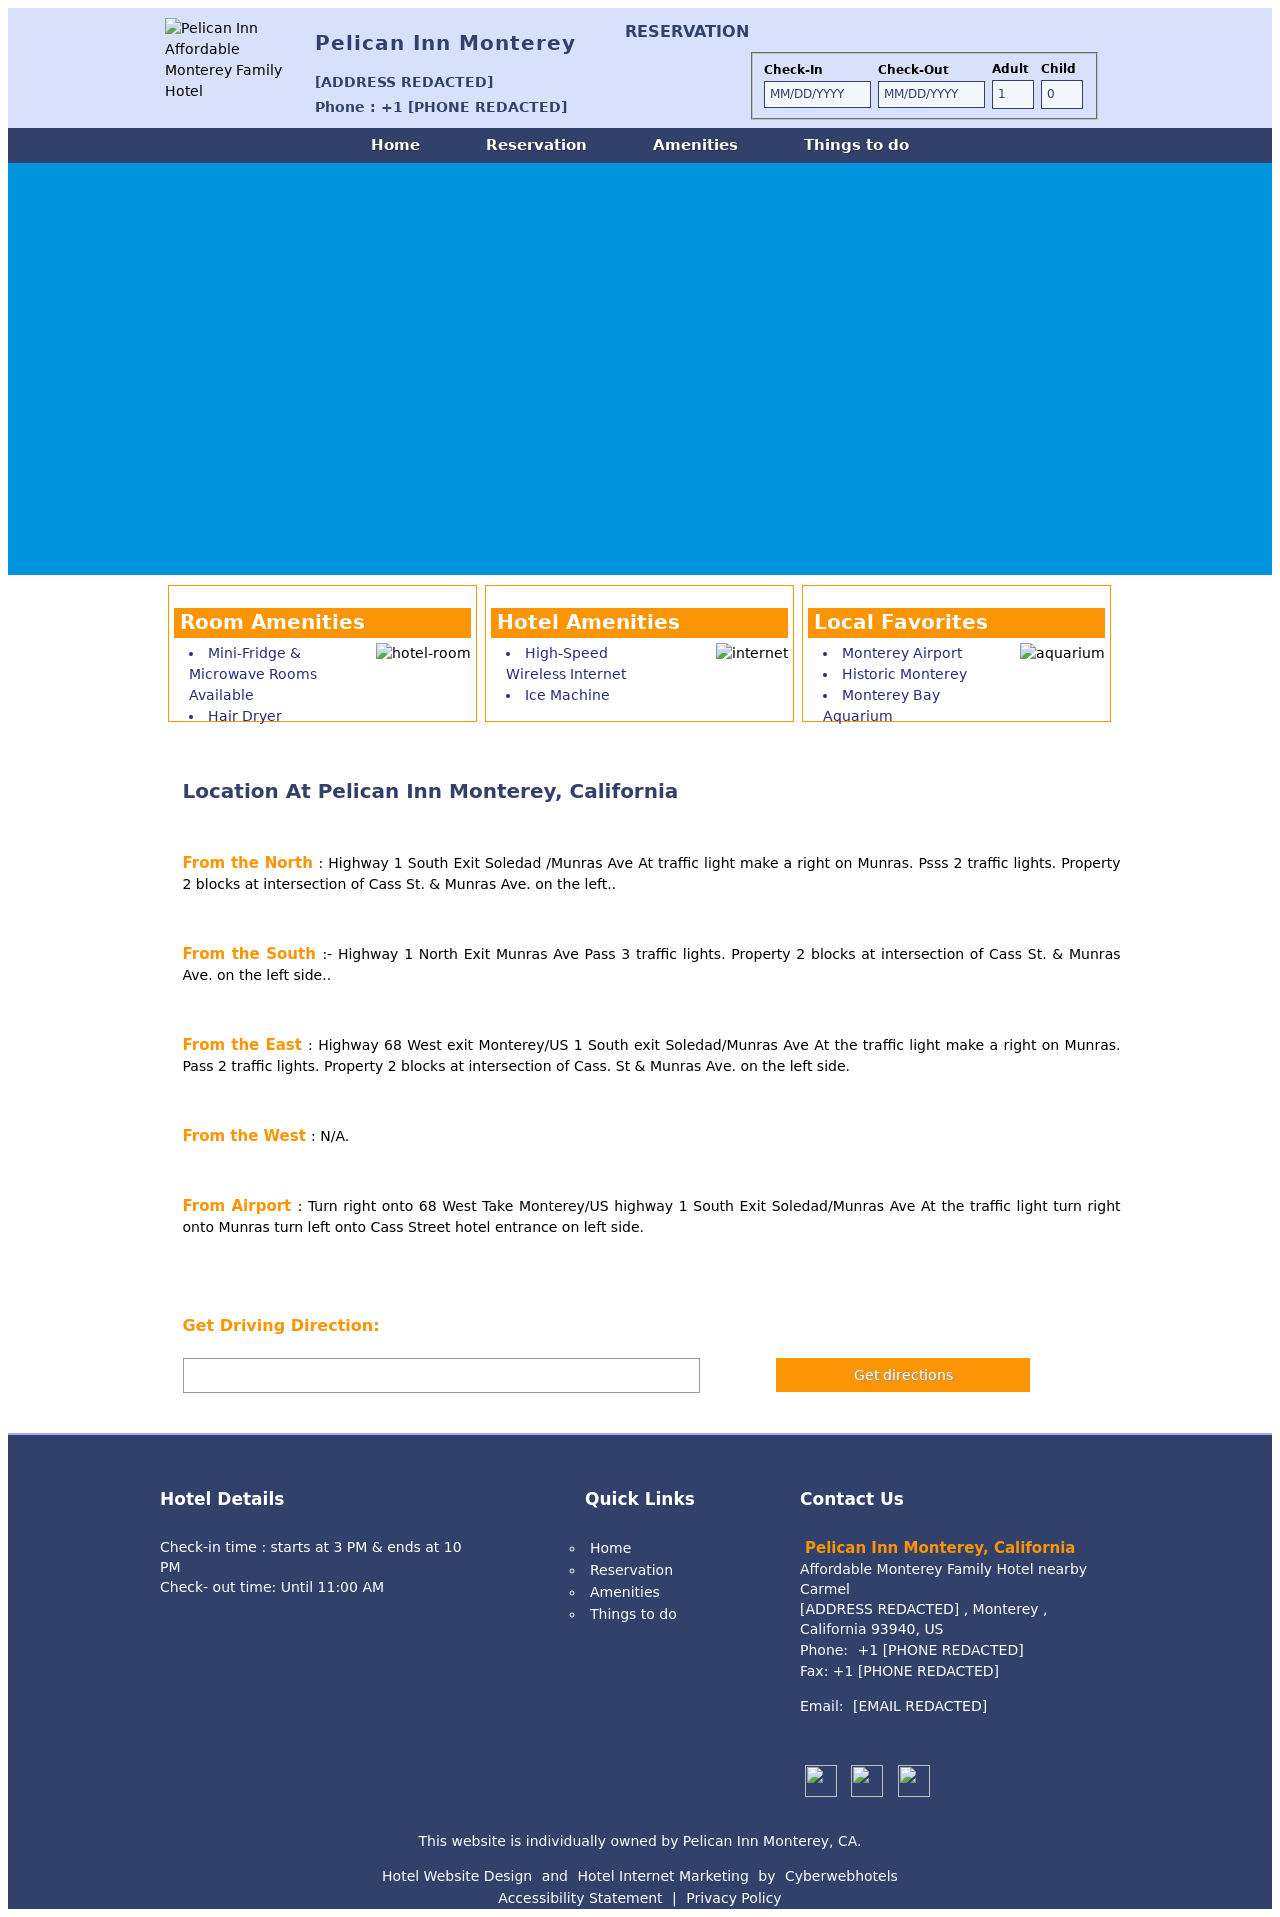 Pelican Inn
Affordable
Monterey Family
Hotel
Pelican Inn Monterey
[ADDRESS REDACTED]
Phone : +1 [PHONE REDACTED]
RESERVATION
Check-In Check-Out Adult Child
MM/DD/YYYY MM/DD/YYYY 1 0
Home Reservation Amenities Things to do
Room Amenities
• Mini-Fridge &
Microwave Rooms
Available
• Hair Dryer
hotel-room
Hotel Amenities
• High-Speed
Wireless Internet
• Ice Machine
internet
Local Favorites
• Monterey Airport
• Historic Monterey
• Monterey Bay
Aquarium
aquarium
Location At Pelican Inn Monterey, California
From the North : Highway 1 South Exit Soledad /Munras Ave At traffic light make a right on Munras. Psss 2 traffic lights. Property
2 blocks at intersection of Cass St. & Munras Ave. on the left..
From the South :- Highway 1 North Exit Munras Ave Pass 3 traffic lights. Property 2 blocks at intersection of Cass St. & Munras
Ave. on the left side..
From the East : Highway 68 West exit Monterey/US 1 South exit Soledad/Munras Ave At the traffic light make a right on Munras.
Pass 2 traffic lights. Property 2 blocks at intersection of Cass. St & Munras Ave. on the left side.
From the West : N/A.
From Airport : Turn right onto 68 West Take Monterey/US highway 1 South Exit Soledad/Munras Ave At the traffic light turn right
onto Munras turn left onto Cass Street hotel entrance on left side.
Get Driving Direction:
Get directions
Hotel Details
Check-in time : starts at 3 PM & ends at 10
PM
Check- out time: Until 11:00 AM
Quick Links
Home
Reservation
Amenities
Things to do
Contact Us
Pelican Inn Monterey, California
Affordable Monterey Family Hotel nearby
Carmel
[ADDRESS REDACTED] , Monterey ,
California 93940, US
Phone: +1 [PHONE REDACTED]
Fax: +1 [PHONE REDACTED]
Email: [EMAIL REDACTED]
This website is individually owned by Pelican Inn Monterey, CA.
Hotel Website Design and Hotel Internet Marketing by Cyberwebhotels
Accessibility Statement | Privacy Policy